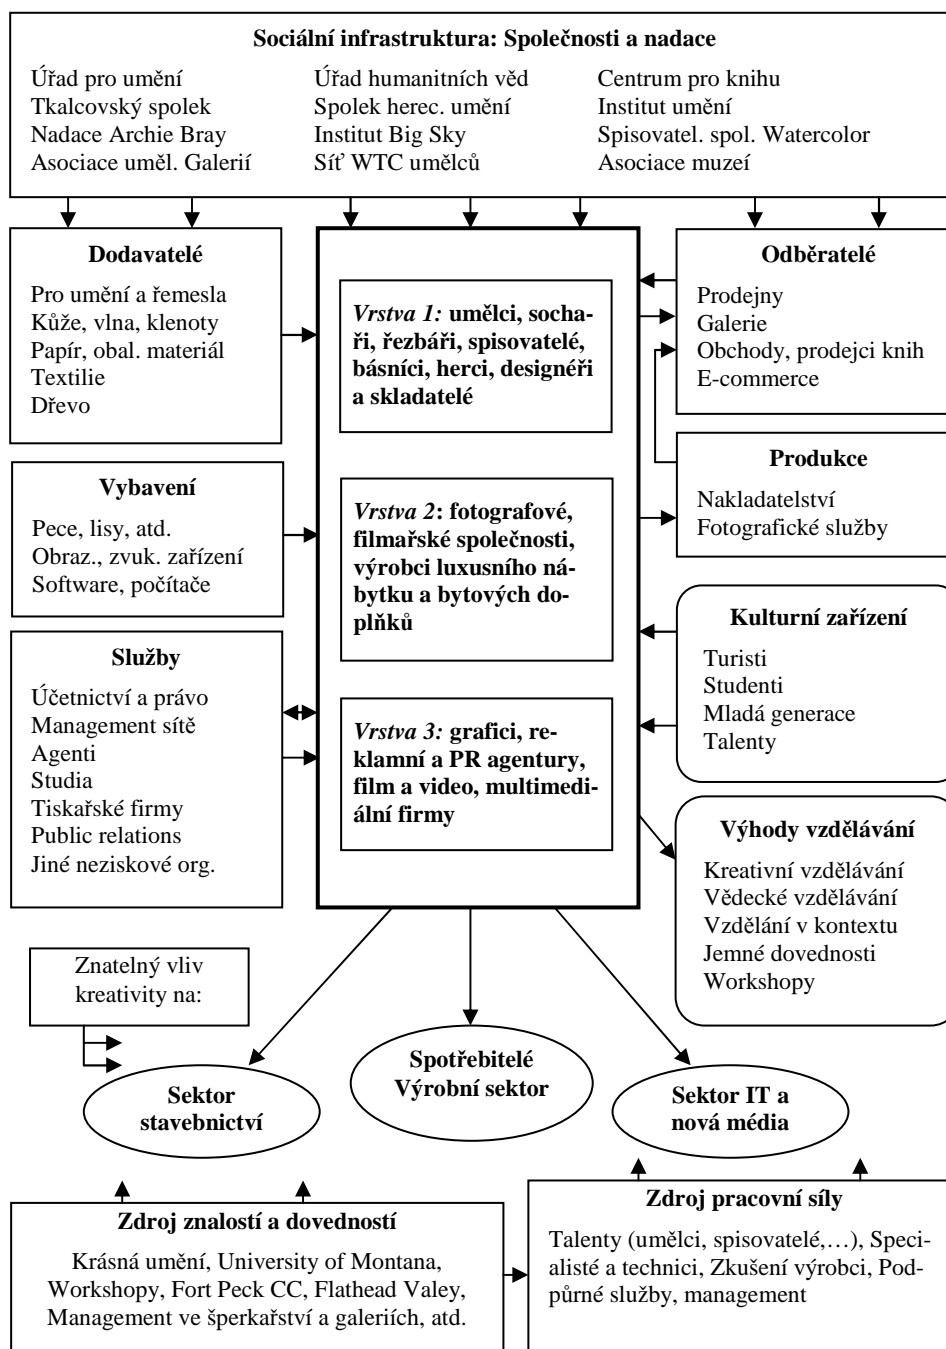 Sociální infrastruktura: Společnosti a nadace
Úřad pro umění
Tkalcovský spolek
Nadace Archie Bray
Asociace uměl. Galerií
Úřad humanitních věd
Spolek herec. umění
Institut Big Sky
Síť WTC umělců
Centrum pro knihu
Institut umění
Spisovatel. spol. Watercolor
Asociace muzeí
Dodavatelé
Pro umění a řemesla
Kůže, vlna, klenoty
Papír, obal. materiál
Textilie
Dřevo
Vybavení
Pece, lisy, atd.
Obraz., zvuk. zařízení
Software, počítače
Služby
Účetnictví a právo
Management sítě
Agenti
Studia
Tiskařské firmy
Public relations
Jiné neziskové org.
Vrstva 1: umělci, socha-
ři, řezbáři, spisovatelé,
básníci, herci, designéři
a skladatelé
Vrstva 2: fotografové,
filmařské společnosti,
výrobci luxusního ná-
bytku a bytových do-
plňků
Vrstva 3: grafici, re-
klamní a PR agentury,
film a video, multimedi-
ální firmy
Odběratelé
Prodejny
Galerie
Obchody, prodejci knih
E-commerce
Produkce
Nakladatelství
Fotografické služby
Kulturní zařízení
Turisti
Studenti
Mladá generace
Talenty
Výhody vzdělávání
Kreativní vzdělávání
Vědecké vzdělávání
Vzdělání v kontextu
Jemné dovednosti
Workshopy
Znatelný vliv
kreativity na:
Sektor
stavebnictví
Spotřebitelé
Výrobní sektor
Sektor IT a
nová média
Zdroj znalostí a dovedností
Krásná umění, University of Montana,
Workshopy, Fort Peck CC, Flathead Valey,
Management ve šperkařství a galeriích, atd.
Zdroj pracovní síly
Talenty (umělci, spisovatelé,…), Speci-
alisté a technici, Zkušení výrobci, Pod-
půrné služby, management